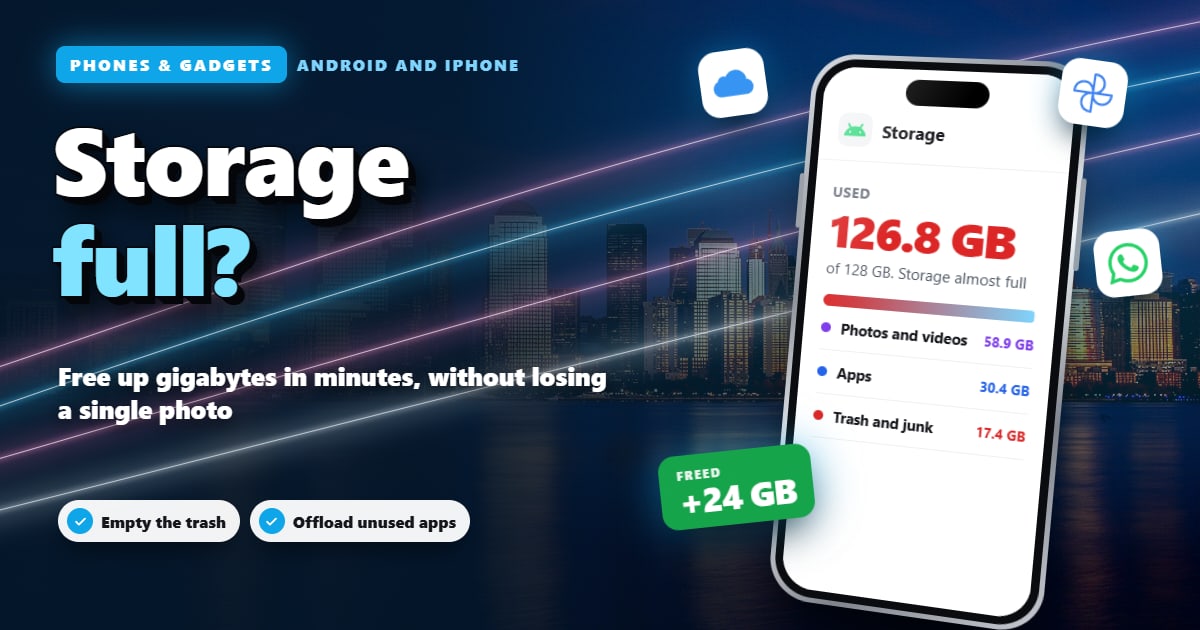 PHONES & GADGETS
ANDROID AND IPHONE
Storage
full?
Free up gigabytes in minutes, without losing
a single photo
Empty the trash
Offload unused apps
Storage
USED
126.8 GB
of 128 GB. Storage almost full
Photos and videos 58.9 GB
Apps 30.4 GB
Trash and junk 17.4 GB
FREED
+24 GB